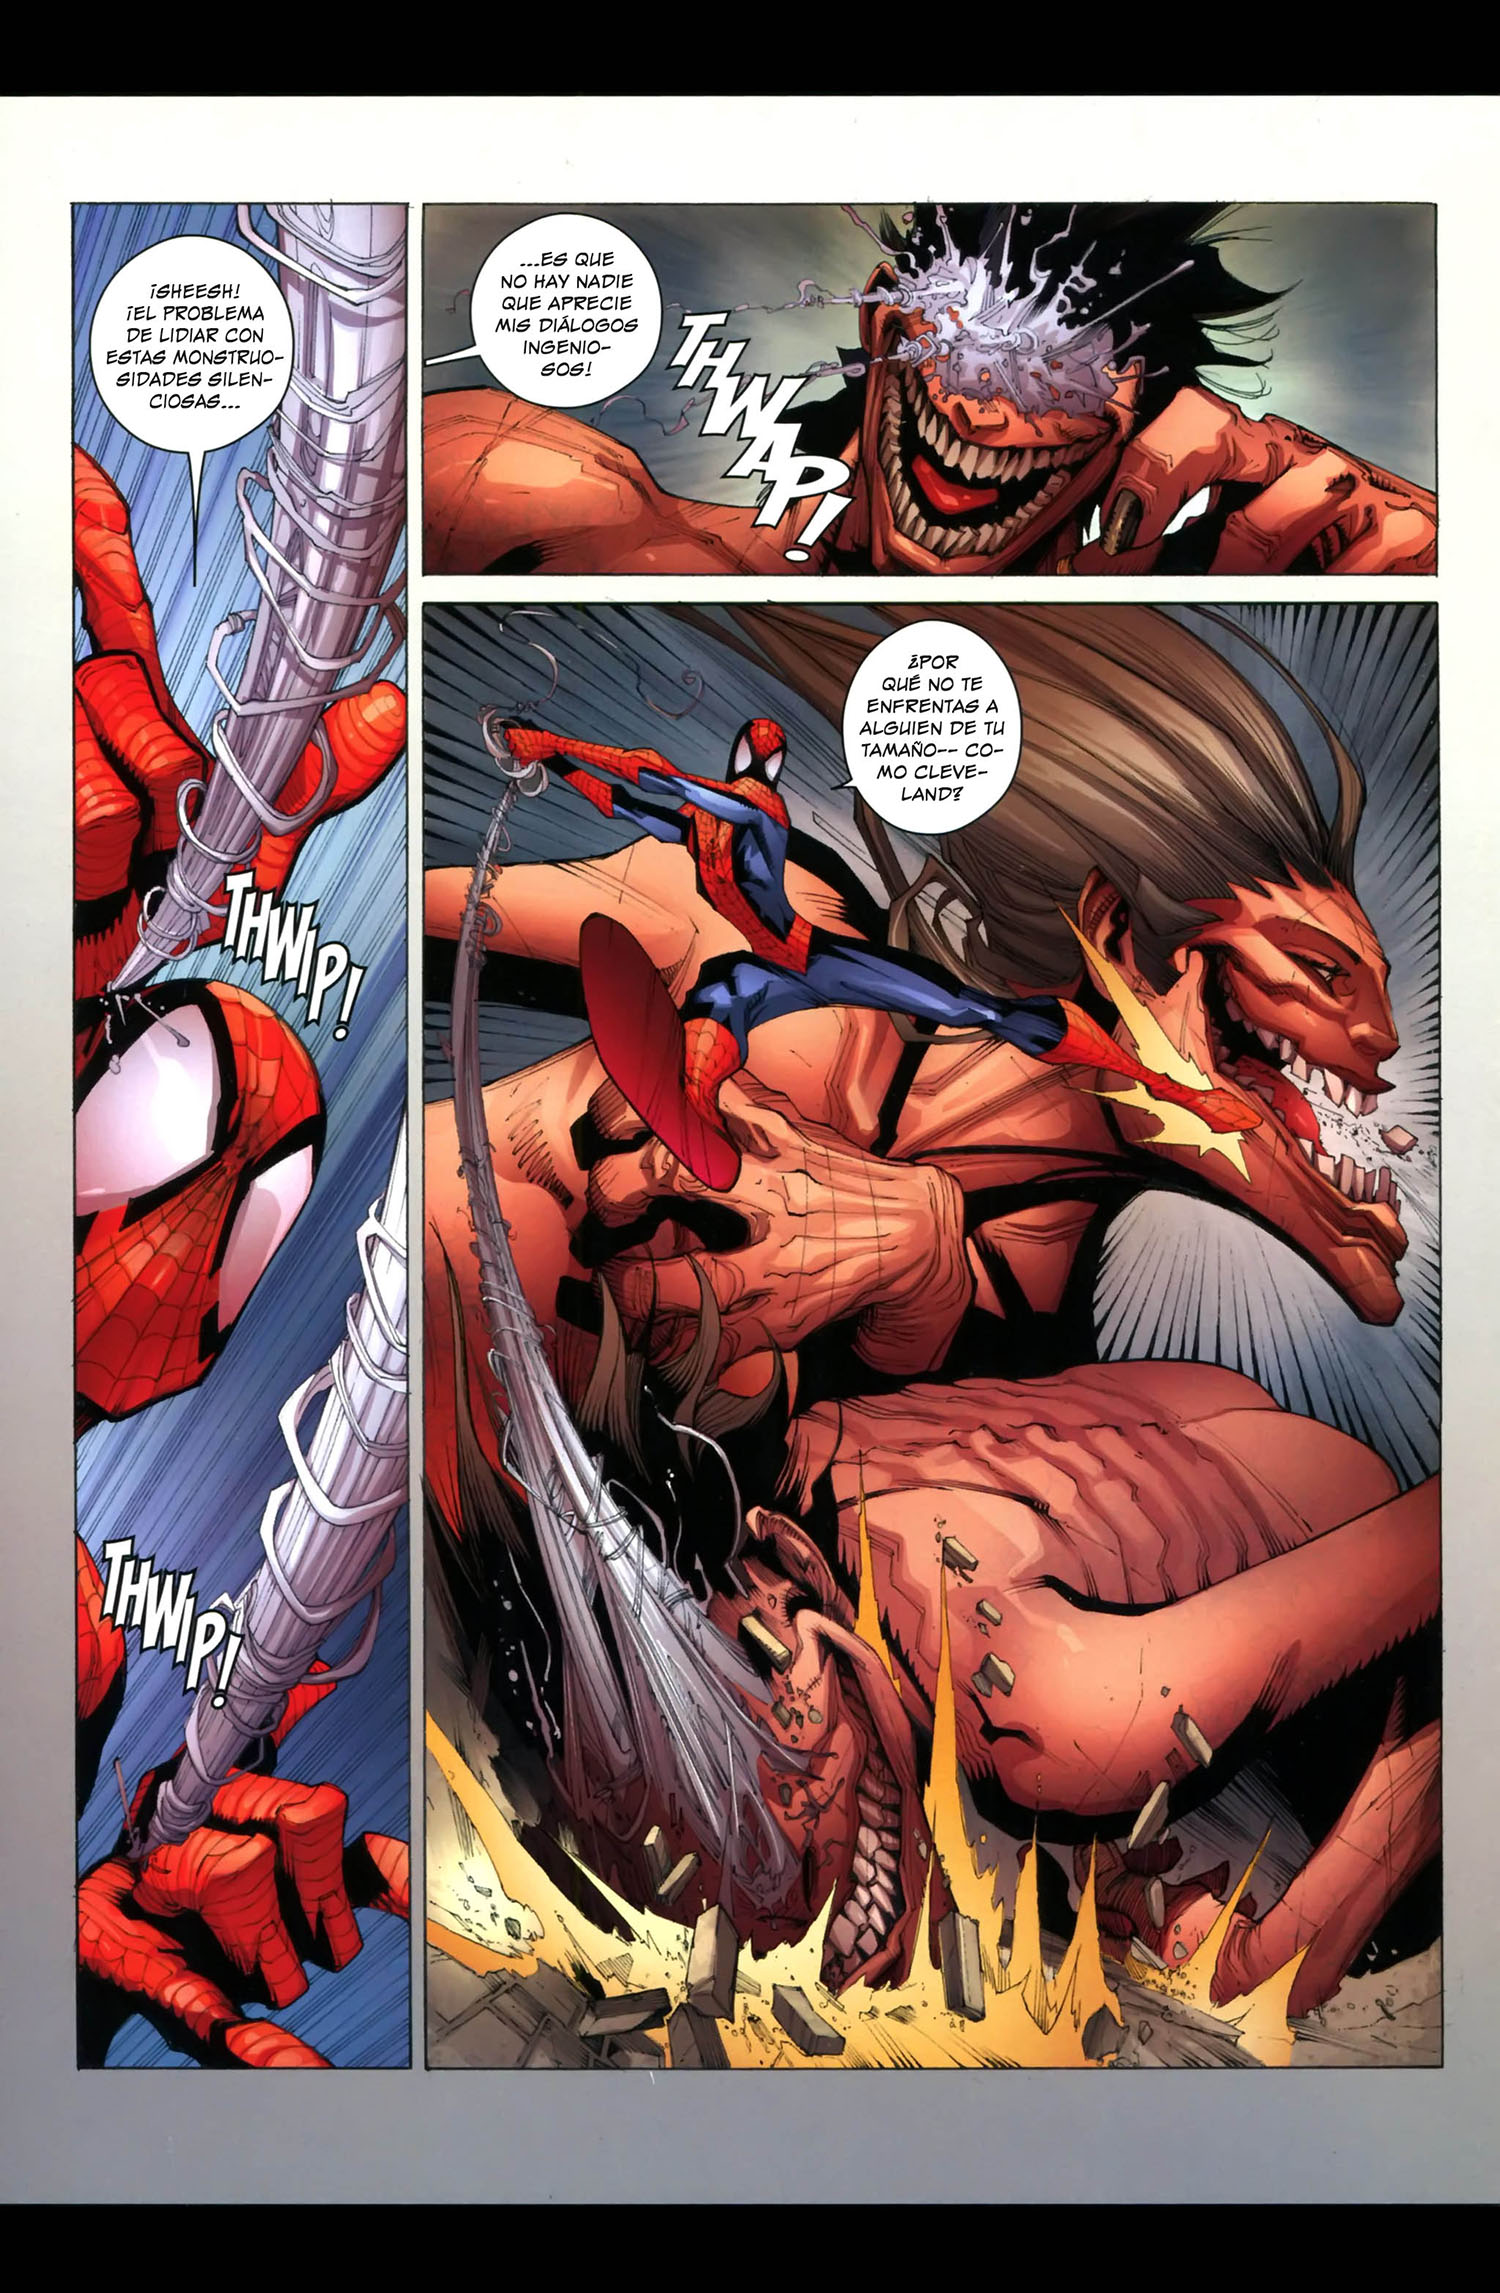 ¡SHEESH!
¡EL PROBLEMA
DE LIDIAR CON
ESTAS MONSTRUO-
SIDADES SILEN-
CIOSAS...
THWIP!
THWIP!
...ES QUE
NO HAY NADIE
QUE APRECIE
MIS DIÁLOGOS
INGENIO-
SOS!
THWAP!
¿POR
QUÉ NO TE
ENFRENTAS A
ALGUIEN DE TU
TAMAÑO-- CO-
MO CLEVE-
LAND?